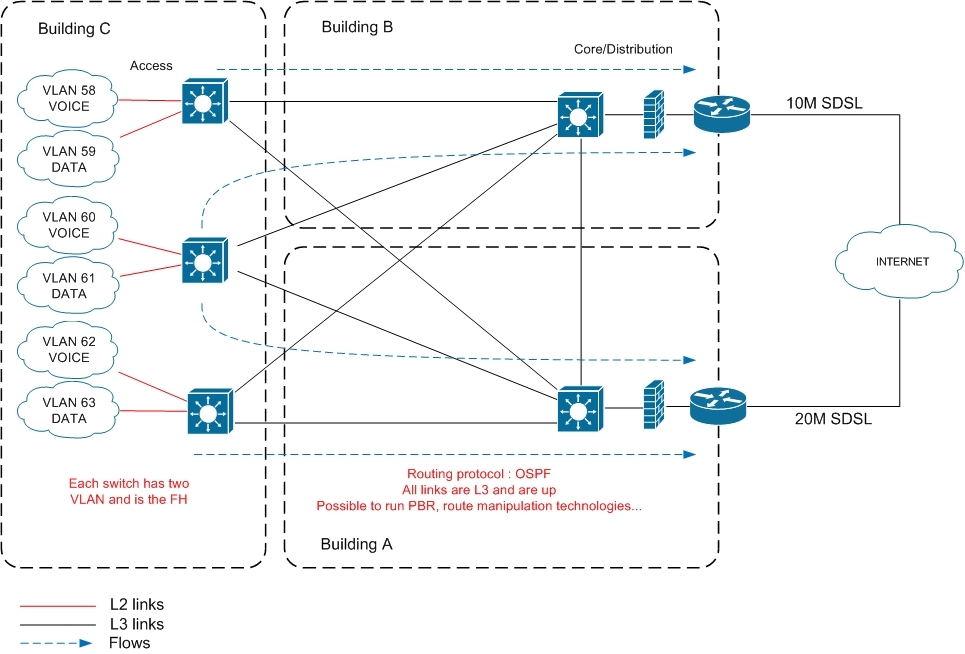 Building C
Building B
Access
Core/Distribution
VLAN 58
VOICE
10M SDSL
VLAN 59
DATA
VLAN 60
VOICE
VLAN 61
DATA
INTERNET
VLAN 62
VOICE
VLAN 63
DATA
20M SDSL
Each switch has two
VLAN and is the FH
Routing protocol : OSPF
All links are L3 and are up
Possible to run PBR, route manipulation technologies...
Building A
L2 links
L3 links
Flows